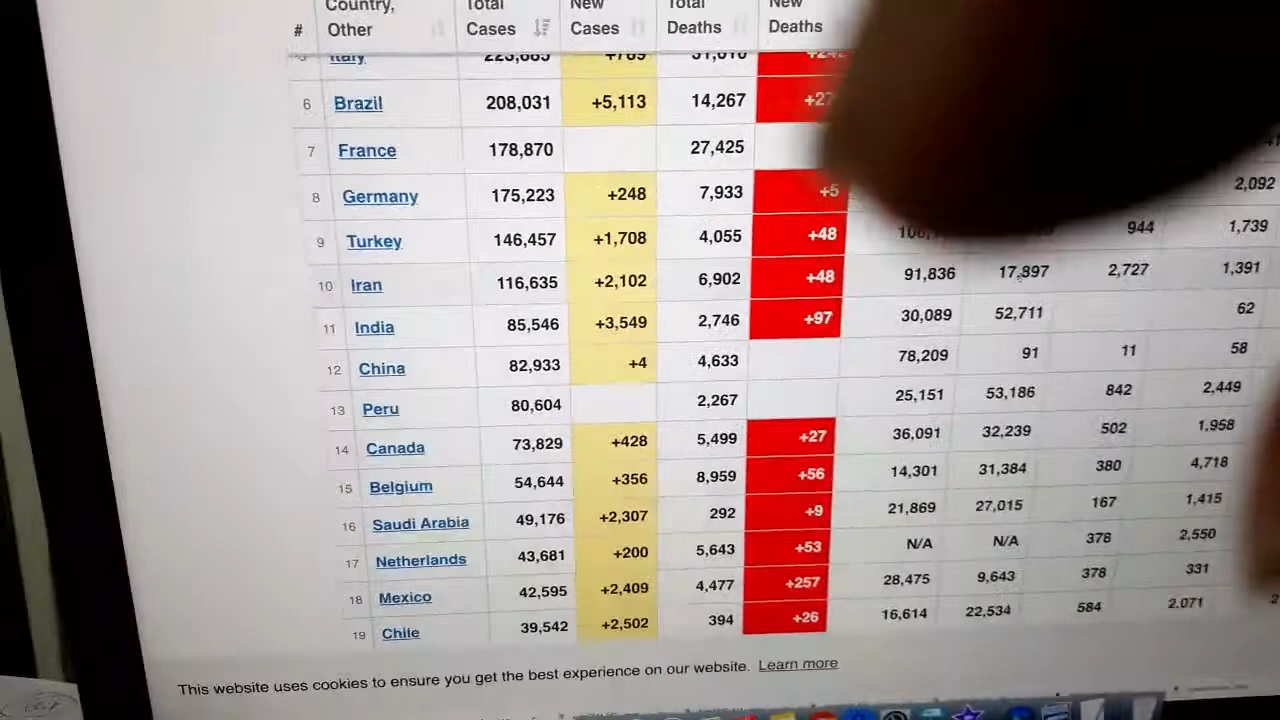 # Country, Other Total Cases New Cases Total Deaths New Deaths
Italy
6 Brazil 208,031 +5,113 14,267 +27
7 France 178,870 27,425
8 Germany 175,223 +248 7,933 +5 2,092
9 Turkey 146,457 +1,708 4,055 +48 944 1,739
10 Iran 116,635 +2,102 6,902 +48 91,836 17,897 2,727 1,391
11 India 85,546 +3,549 2,746 +97 30,089 52,711 62
12 China 82,933 +4 4,633 78,209 91 11 58
13 Peru 80,604 2,267 25,151 53,186 842 2,449
14 Canada 73,829 +428 5,499 +27 36,091 32,239 502 1,958
15 Belgium 54,644 +356 8,959 +56 14,301 31,384 380 4,718
16 Saudi Arabia 49,176 +2,307 292 +9 21,869 27,015 167 1,415
17 Netherlands 43,681 +200 5,643 +53 N/A N/A 378 2,550
18 Mexico 42,595 +2,409 4,477 +257 28,475 9,643 378 331
19 Chile 39,542 +2,502 394 +26 16,614 22,534 584 2,071
This website uses cookies to ensure you get the best experience on our website. Learn more